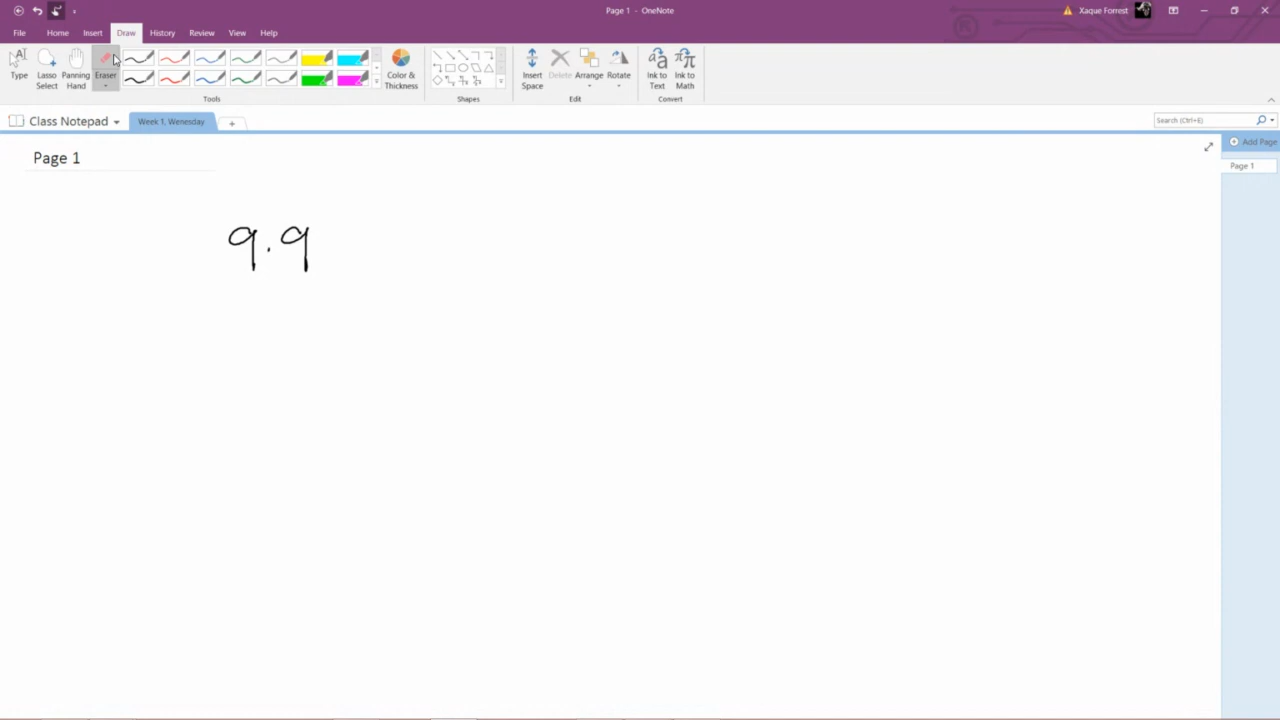 Page 1 - OneNote
Xaque Forrest
File Home Insert Draw History Review View Help
Type
Lasso Select
Panning Hand
Eraser
Color & Thickness
Insert Space
Delete
Arrange
Rotate
Ink to Text
Ink to Math
Tools
Shapes
Edit
Convert
Class Notepad
Week 1, Wenesday
Search (Ctrl+E)
Add Page
Page 1
Page 1
9.9